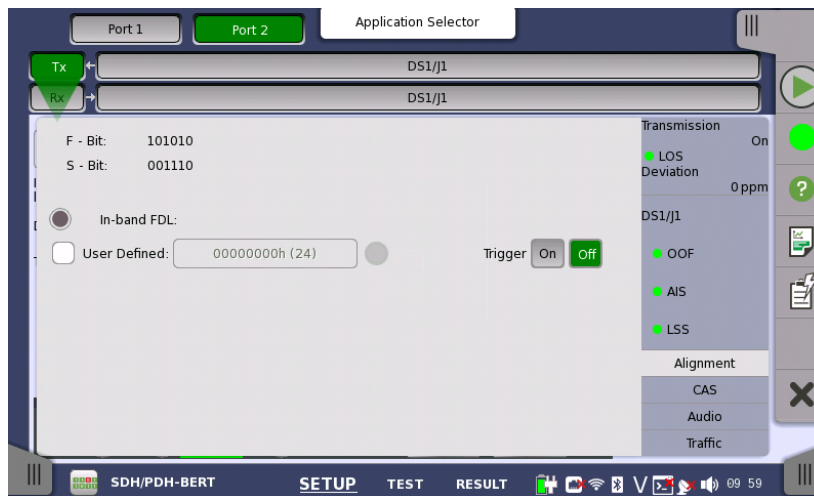 Port 1
Port 2
Application Selector
Tx
DS1/J1
Rx
DS1/J1
F - Bit: 101010
S - Bit: 001110
In-band FDL:
User Defined: 00000000h (24)
Trigger On Off
Transmission
On
LOS
Deviation
0 ppm
DS1/J1
OOF
AIS
LSS
Alignment
CAS
Audio
Traffic
SDH/PDH-BERT
SETUP
TEST
RESULT
09 59